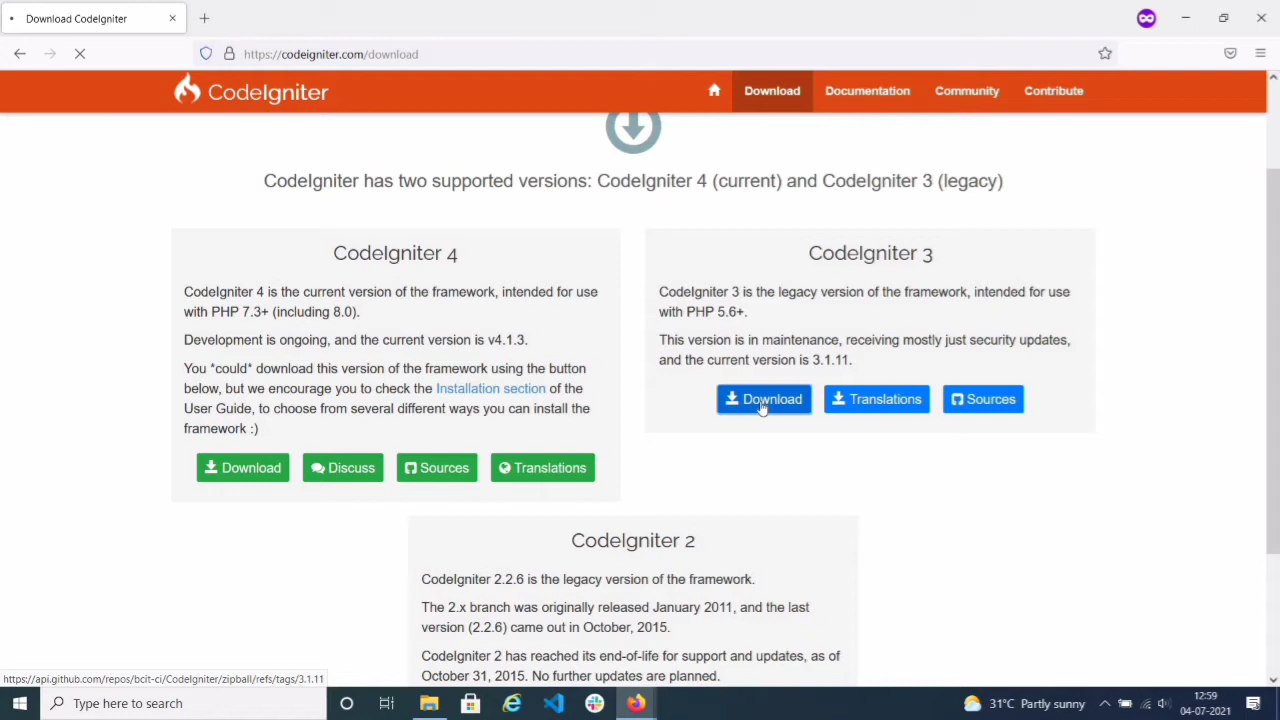 Download CodeIgniter
https://codeigniter.com/download
CodeIgniter
Download
Documentation
Community
Contribute
CodeIgniter has two supported versions: CodeIgniter 4 (current) and CodeIgniter 3 (legacy)
CodeIgniter 4
CodeIgniter 4 is the current version of the framework, intended for use
with PHP 7.3+ (including 8.0).
Development is ongoing, and the current version is v4.1.3.
You *could* download this version of the framework using the button
below, but we encourage you to check the Installation section of the
User Guide, to choose from several different ways you can install the
framework :)
Download
Discuss
Sources
Translations
CodeIgniter 3
CodeIgniter 3 is the legacy version of the framework, intended for use
with PHP 5.6+.
This version is in maintenance, receiving mostly just security updates,
and the current version is 3.1.11.
Download
Translations
Sources
CodeIgniter 2
CodeIgniter 2.2.6 is the legacy version of the framework.
The 2.x branch was originally released January 2011, and the last
version (2.2.6) came out in October, 2015.
CodeIgniter 2 has reached its end-of-life for support and updates, as of
October 31, 2015. No further updates are planned.
https://api.github.com/repos/bcit-ci/CodeIgniter/zipball/refs/tags/3.1.11
Type here to search
31°C Partly sunny
12:59
04-07-2021